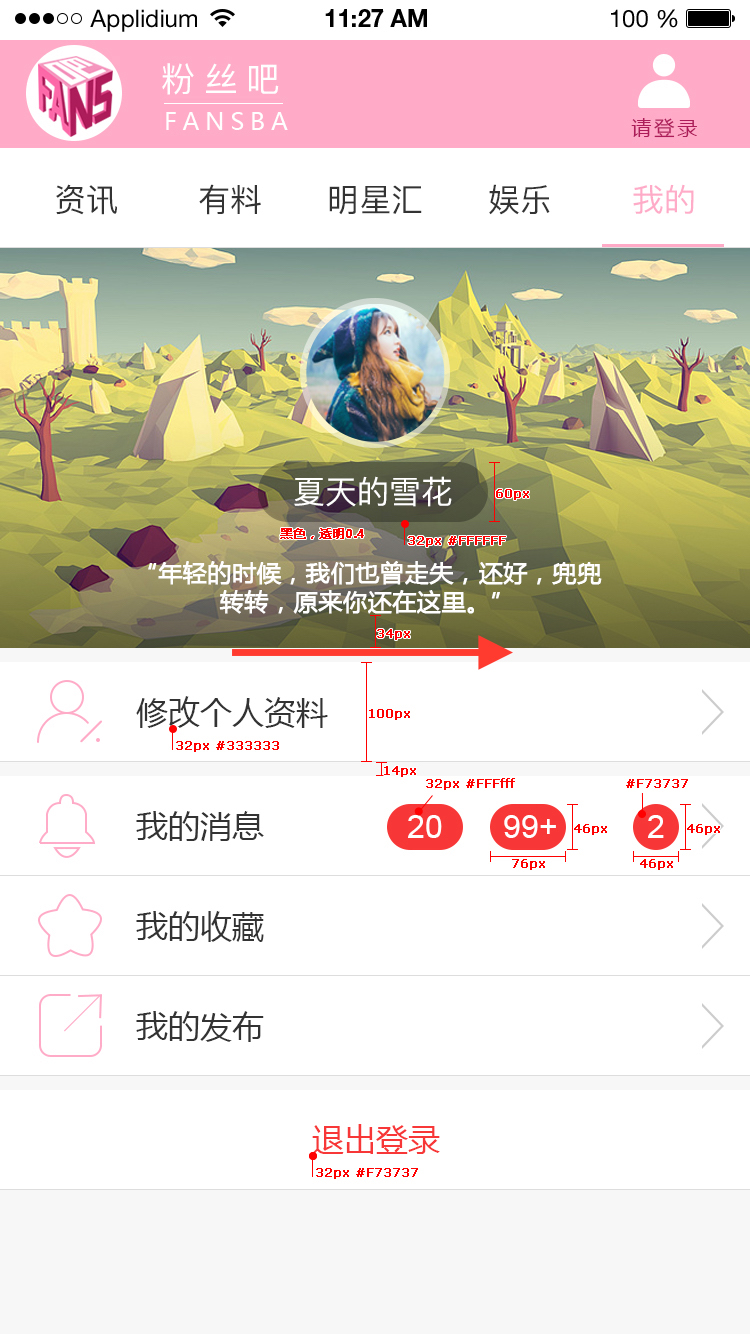 Applidium 11:27 AM 100 %
FANS
粉丝吧
FANSBA
请登录
资讯 有料 明星汇 娱乐 我的
夏天的雪花
60px
黑色，透明0.4
32px #FFFFFF
“年轻的时候，我们也曾走失，还好，兜兜
转转，原来你还在这里。”
34px
修改个人资料
100px
32px #333333
14px
32px #FFFfff
#F73737
我的消息
20 99+ 46px 2 46px
76px
46px
我的收藏
我的发布
退出登录
32px #F73737